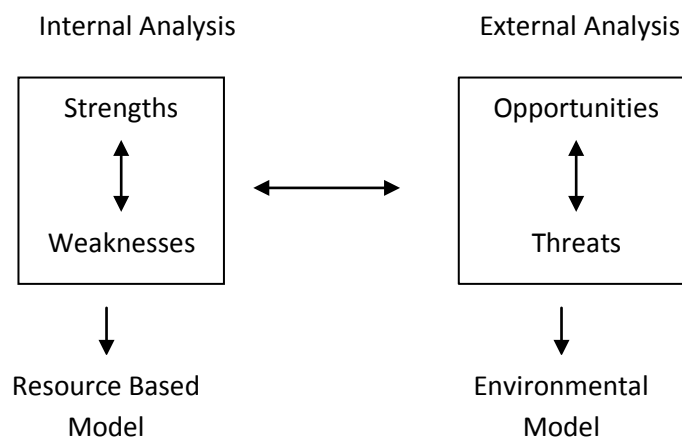 Internal Analysis
External Analysis
Strengths
Weaknesses
Opportunities
Threats
Resource Based
Model
Environmental
Model